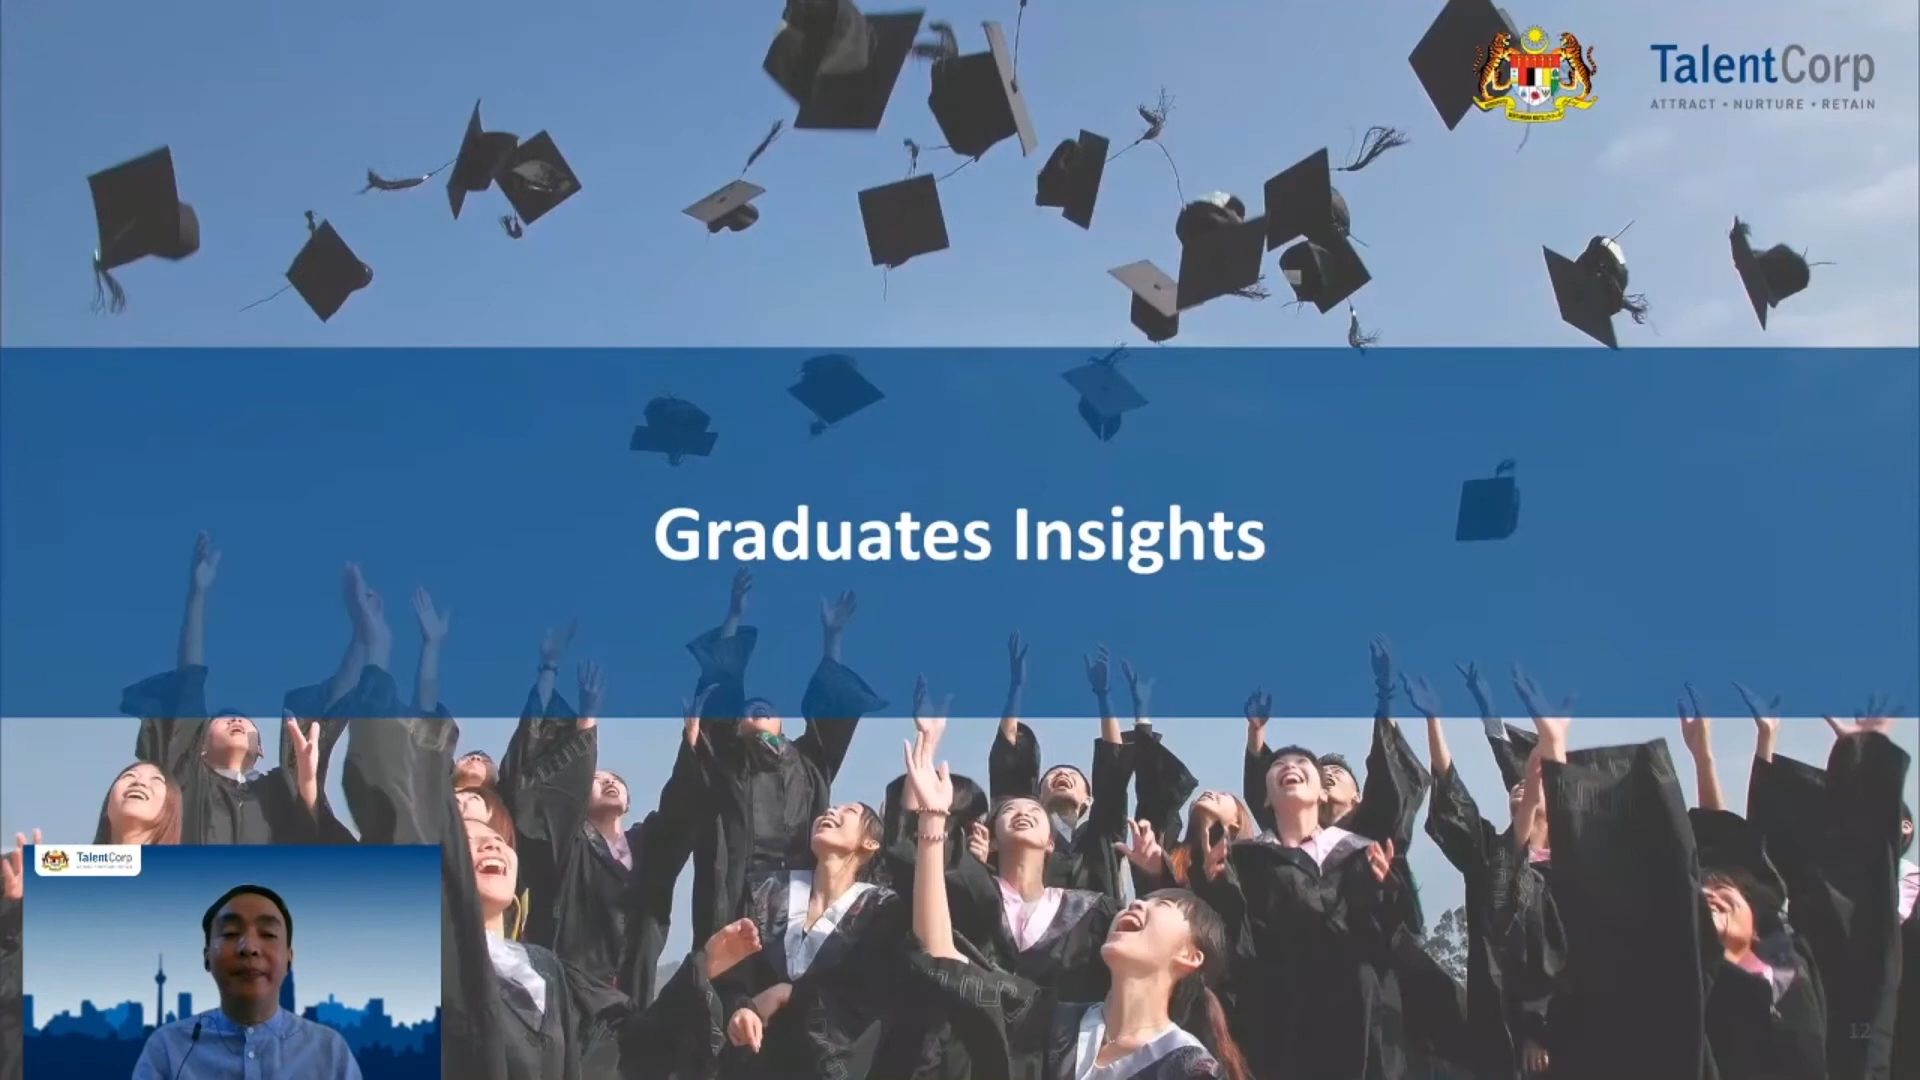 TalentCorp
ATTRACT • NURTURE • RETAIN
Graduates Insights
TalentCorp
12